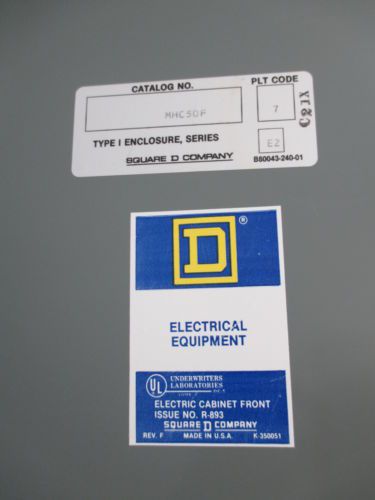 CATALOG NO.
PLT CODE
MHC50F
7
TYPE I ENCLOSURE, SERIES
E2
SQUARE D COMPANY
B80043-240-01
D
®
ELECTRICAL
EQUIPMENT
UL
UNDERWRITERS
LABORATORIES
ELECTRIC CABINET FRONT
ISSUE NO. R-893
SQUARE D COMPANY
REV. F MADE IN U.S.A. K-350051